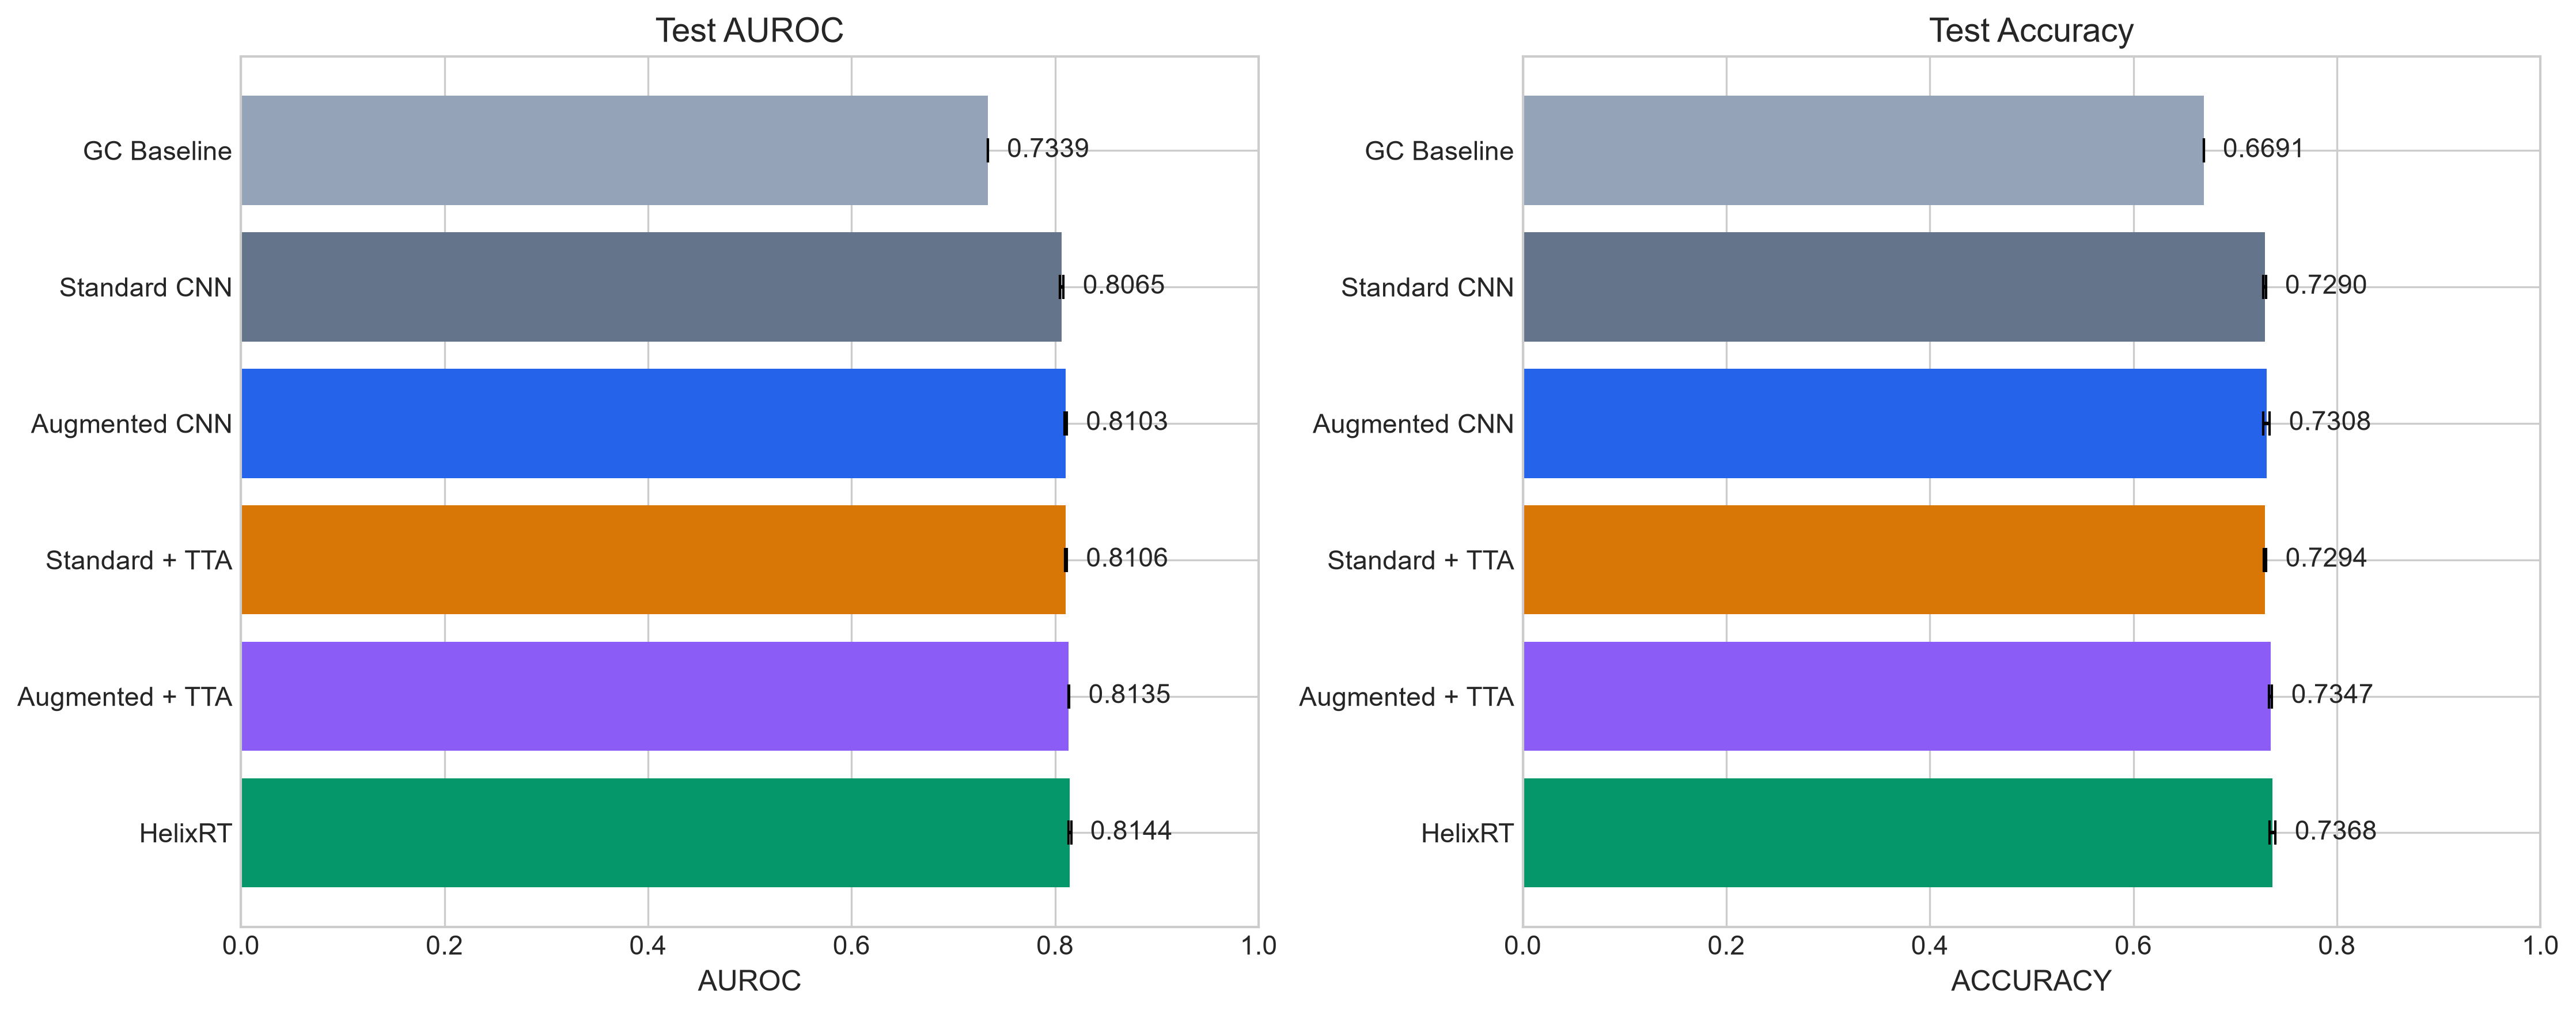 Test AUROC
GC Baseline
0.7339
Standard CNN
0.8065
Augmented CNN
0.8103
Standard + TTA
0.8106
Augmented + TTA
0.8135
HelixRT
0.8144
0.0 0.2 0.4 0.6 0.8 1.0
AUROC
Test Accuracy
GC Baseline
0.6691
Standard CNN
0.7290
Augmented CNN
0.7308
Standard + TTA
0.7294
Augmented + TTA
0.7347
HelixRT
0.7368
0.0 0.2 0.4 0.6 0.8 1.0
ACCURACY